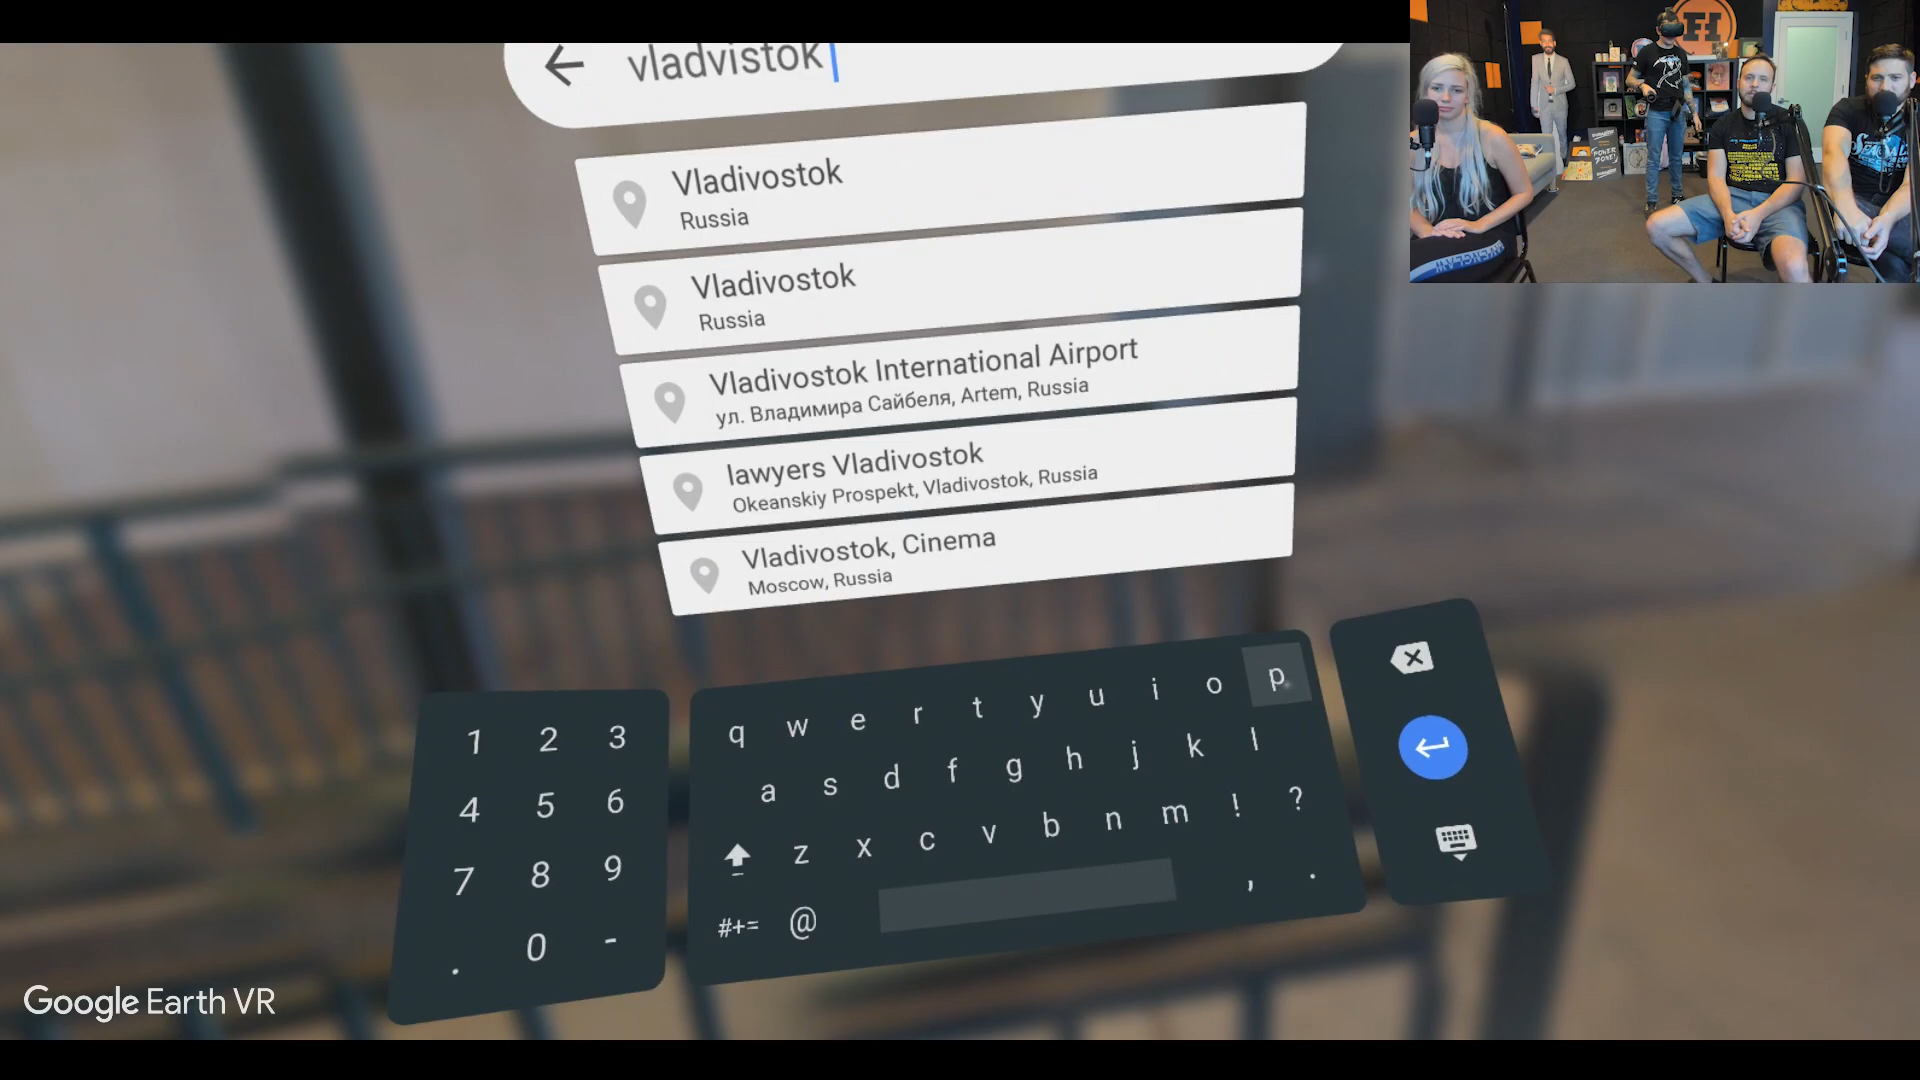 vladvistok
Vladivostok
Russia
Vladivostok
Russia
Vladivostok International Airport
ул. Владимира Сайбеля, Artem, Russia
lawyers Vladivostok
Okeanskiy Prospekt, Vladivostok, Russia
Vladivostok, Cinema
Moscow, Russia
1 2 3
4 5 6
7 8 9
. 0 -
q w e r t y u i o p
a s d f g h j k l
z x c v b n m ! ?
#+= @ , .
Google Earth VR
POWER